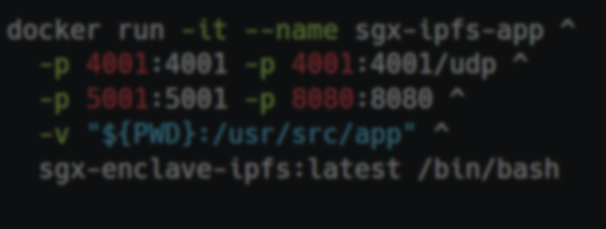 docker run -it --name sgx-ipfs-app ^
-p 4001:4001 -p 4001:4001/udp ^
-p 5001:5001 -p 8080:8080 ^
-v "${PWD}:/usr/src/app" ^
sgx-enclave-ipfs:latest /bin/bash